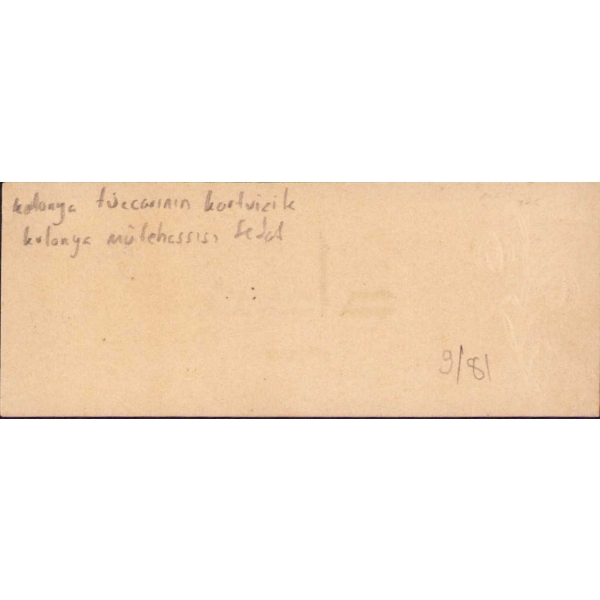 kolonya tüccarının kartvizik
kolonya mütehassısı Sedat
9/81